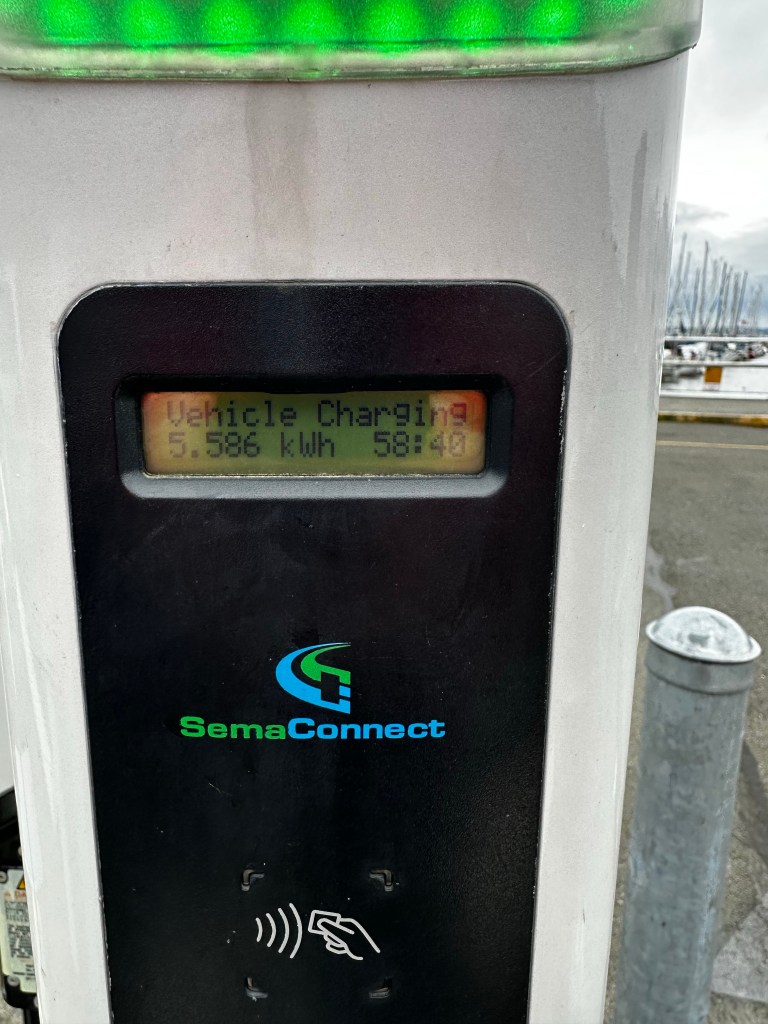 Vehicle Charging
5.586 kWh 58:40
SemaConnect